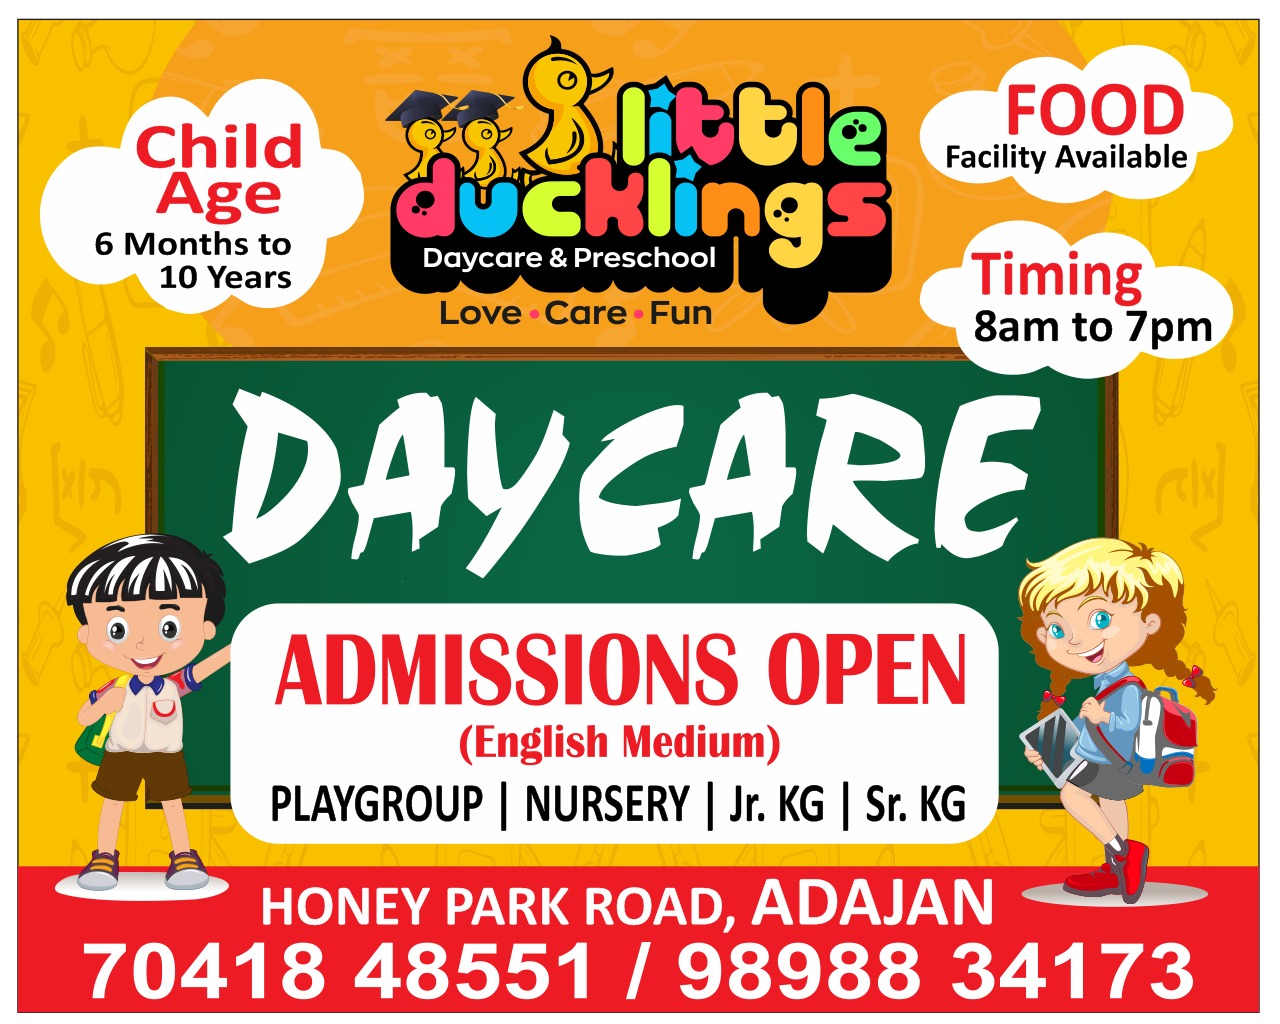 Child
Age
6 Months to
10 Years
little
ducklings
Daycare & Preschool
Love • Care • Fun
FOOD
Facility Available
Timing
8am to 7pm
DAYCARE
ADMISSIONS OPEN
(English Medium)
PLAYGROUP | NURSERY | Jr. KG | Sr. KG
HONEY PARK ROAD, ADAJAN
70418 48551 / 98988 34173